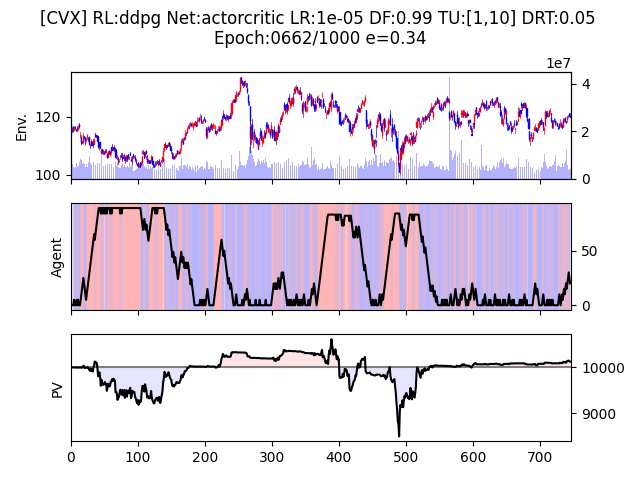 [CVX] RL:ddpg Net:actorcritic LR:1e-05 DF:0.99 TU:[1,10] DRT:0.05
Epoch:0662/1000 e=0.34
1e7
Env.
120
100
4
2
0
Agent
50
0
PV
10000
9000
0 100 200 300 400 500 600 700